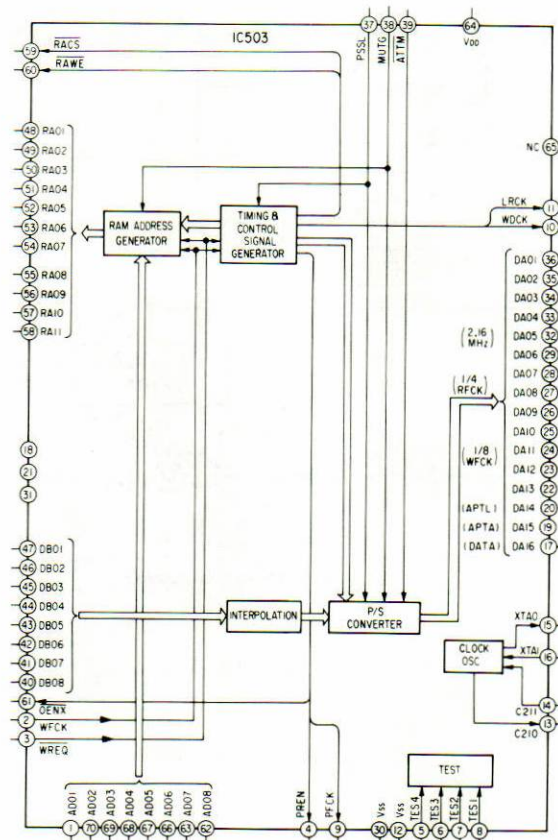 IC503
37 38 39 64
PSSL MUTG ATTM VDD
59 RACS
60 RAWE
48 RA01
49 RA02
50 RA03
51 RA04
52 RA05
53 RA06
54 RA07
55 RA08
56 RA09
57 RA10
58 RA11
RAM ADDRESS
GENERATOR
TIMING &
CONTROL
SIGNAL
GENERATOR
NC 65
LRCK 11
WDCK 10
DA01 36
DA02 35
DA03 34
DA04 33
DA05 32
DA06 29
DA07 28
DA08 27
DA09 26
DA10 25
DA11 24
DA12 23
DA13 22
DA14 20
DA15 19
DA16 17
(2.16
MHz)
(1/4
RFCK)
(1/8
WFCK)
(APTL)
(APTA)
(DATA)
18
21
31
47 DB01
46 DB02
45 DB03
44 DB04
43 DB05
42 DB06
41 DB07
40 DB08
61
OENX
2
WFCK
3
WREQ
INTERPOLATION
P/S
CONVERTER
CLOCK
OSC
XTAO 15
XTAI 16
14
C211
13
C210
TEST
AD01 AD02 AD03 AD04 AD05 AD06 AD07 AD08
1 70 69 68 67 66 63 62
PREN PFCK Vss Vss TES4 TES3 TES2 TES1
4 9 30 12 5 6 7 8